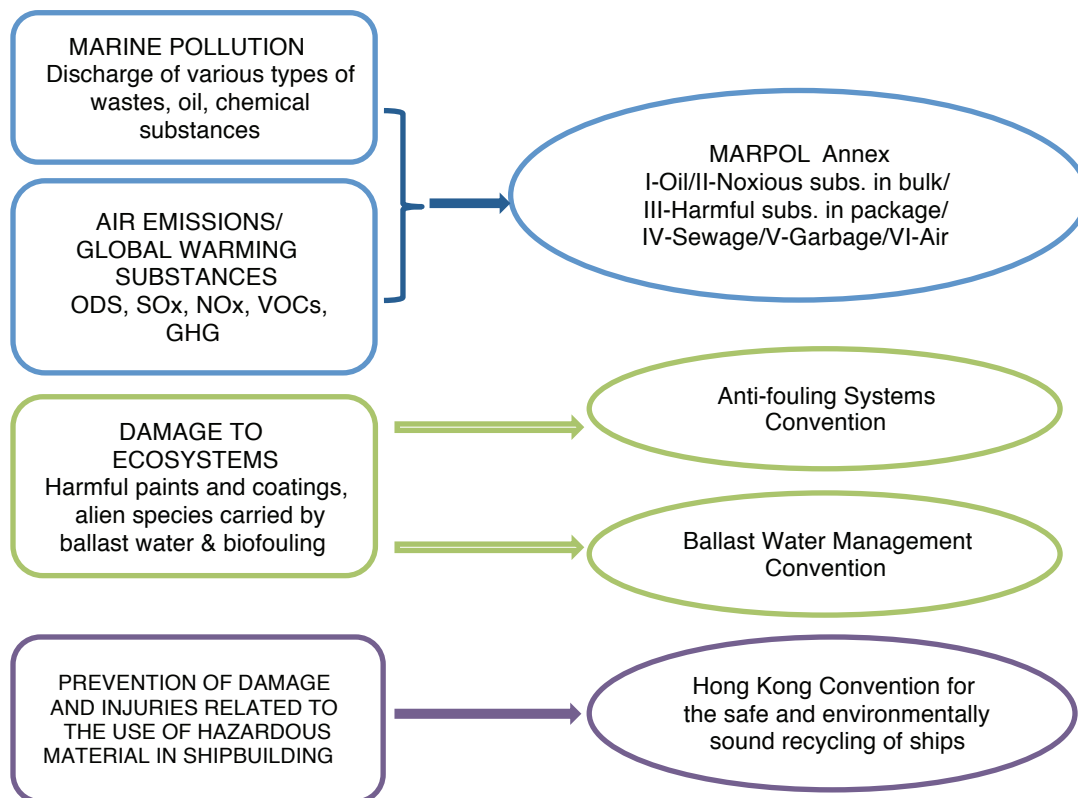 MARINE POLLUTION
Discharge of various types of
wastes, oil, chemical
substances
MARPOL Annex
I-Oil/II-Noxious subs. in bulk/
III-Harmful subs. in package/
IV-Sewage/V-Garbage/VI-Air
AIR EMISSIONS/
GLOBAL WARMING
SUBSTANCES
ODS, SOx, NOx, VOCs,
GHG
DAMAGE TO
ECOSYSTEMS
Harmful paints and coatings,
alien species carried by
ballast water & biofouling
Anti-fouling Systems
Convention
Ballast Water Management
Convention
PREVENTION OF DAMAGE
AND INJURIES RELATED TO
THE USE OF HAZARDOUS
MATERIAL IN SHIPBUILDING
Hong Kong Convention for
the safe and environmentally
sound recycling of ships